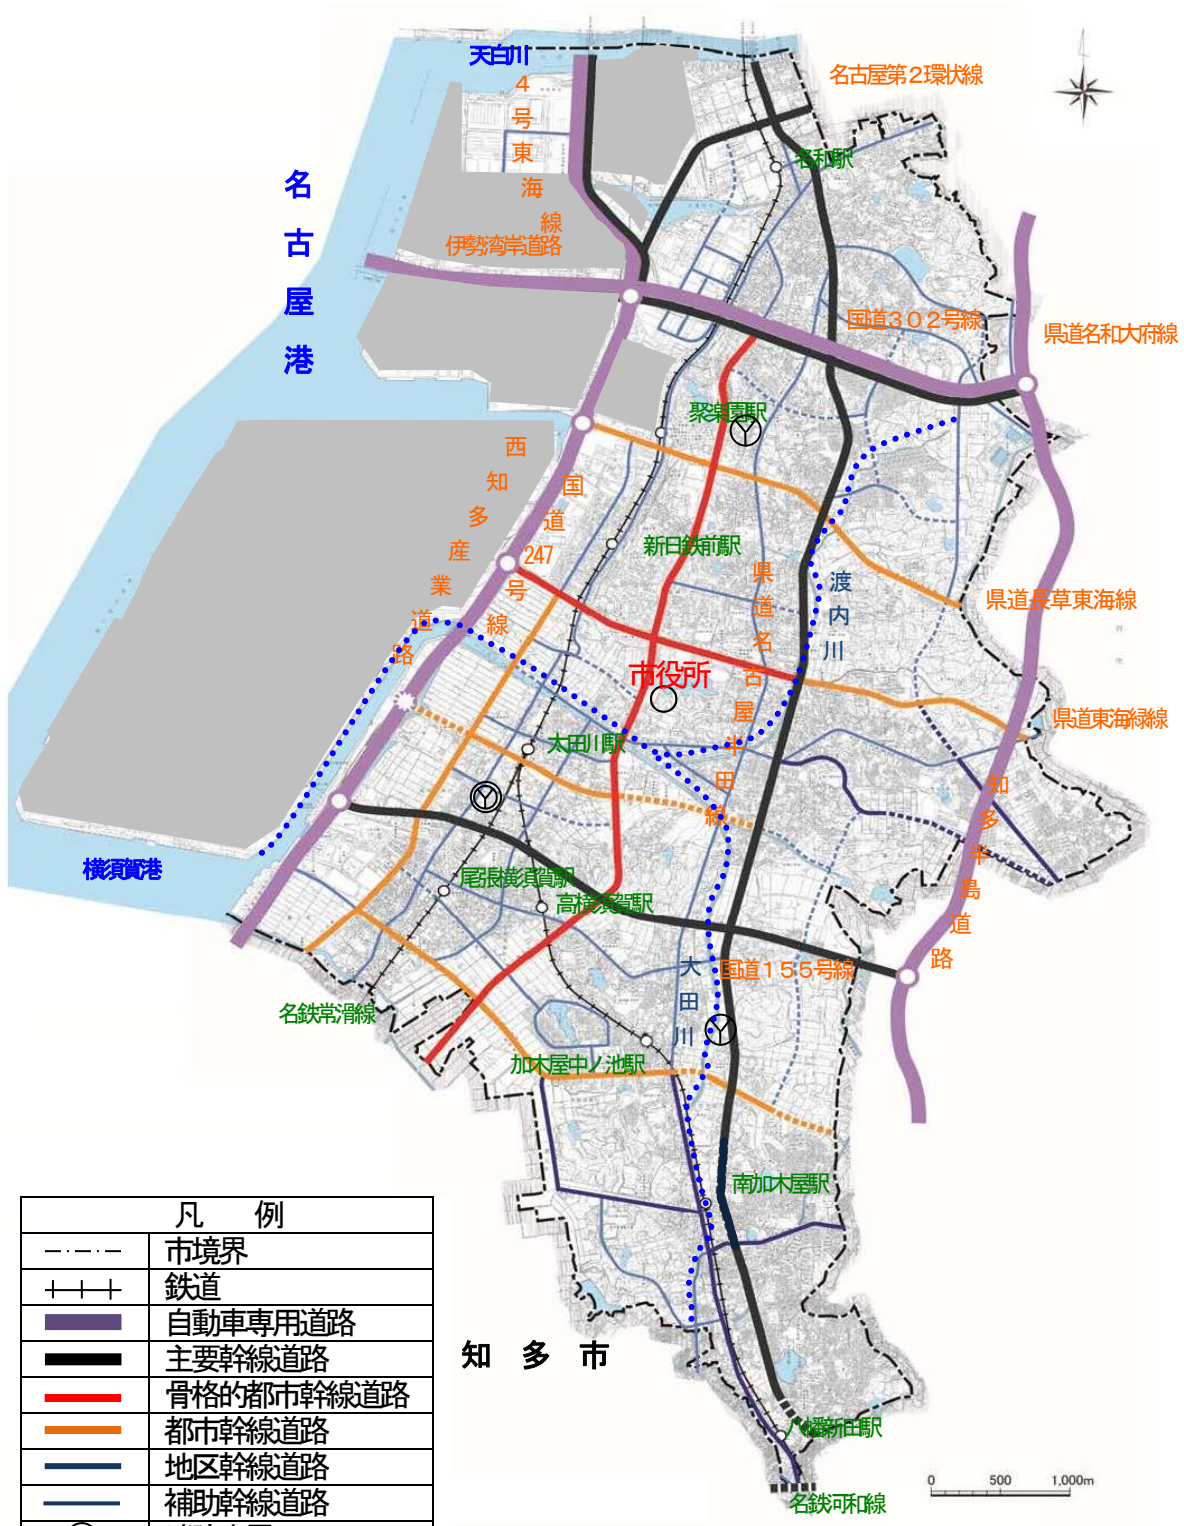 天白川
名古屋第2環状線
4号東海線
名和駅
名古屋港
伊勢湾岸道路
国道302号線
県道名和大府線
聚楽園駅
西知多産業道路
国道247号線
新日鉄前駅
県道名古屋半田線
渡内川
県道長草東海線
市役所
県道東海緑線
太田川駅
知多半島道路
横須賀港
尾張横須賀駅
高横須賀駅
大田川
国道155号線
名鉄常滑線
加木屋中ノ池駅
南加木屋駅
凡 例
市境界
鉄道
自動車専用道路
主要幹線道路
骨格的都市幹線道路
都市幹線道路
地区幹線道路
補助幹線道路
知多市
八幡新田駅
名鉄河和線
0 500 1,000m